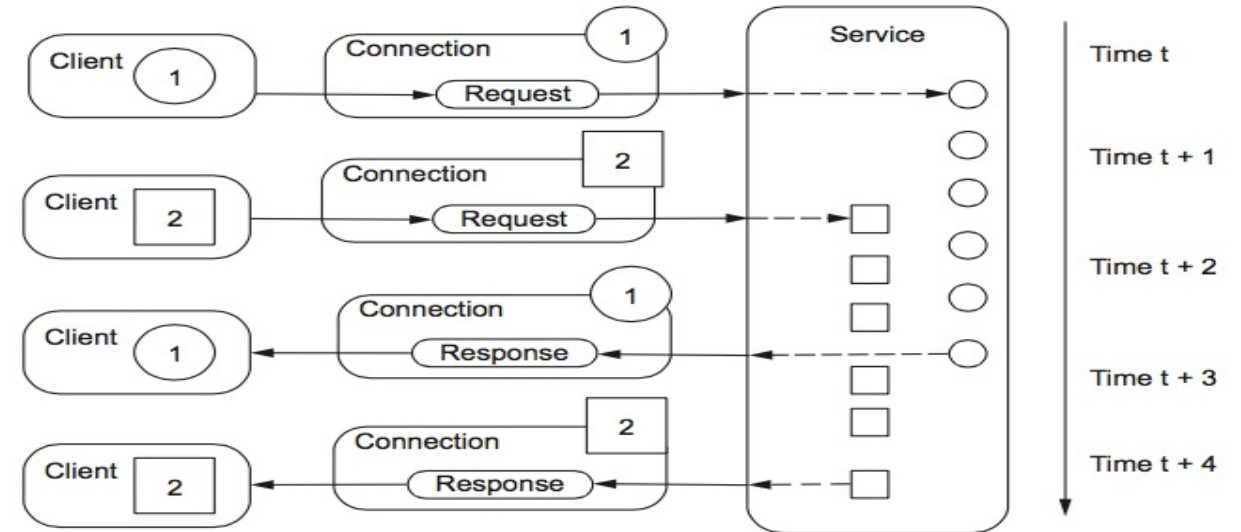 Client
1
Connection
1
Request
Service
Time t
Time t + 1
Client
2
Connection
2
Request
Time t + 2
Client
1
Connection
1
Response
Time t + 3
Client
2
Connection
2
Response
Time t + 4